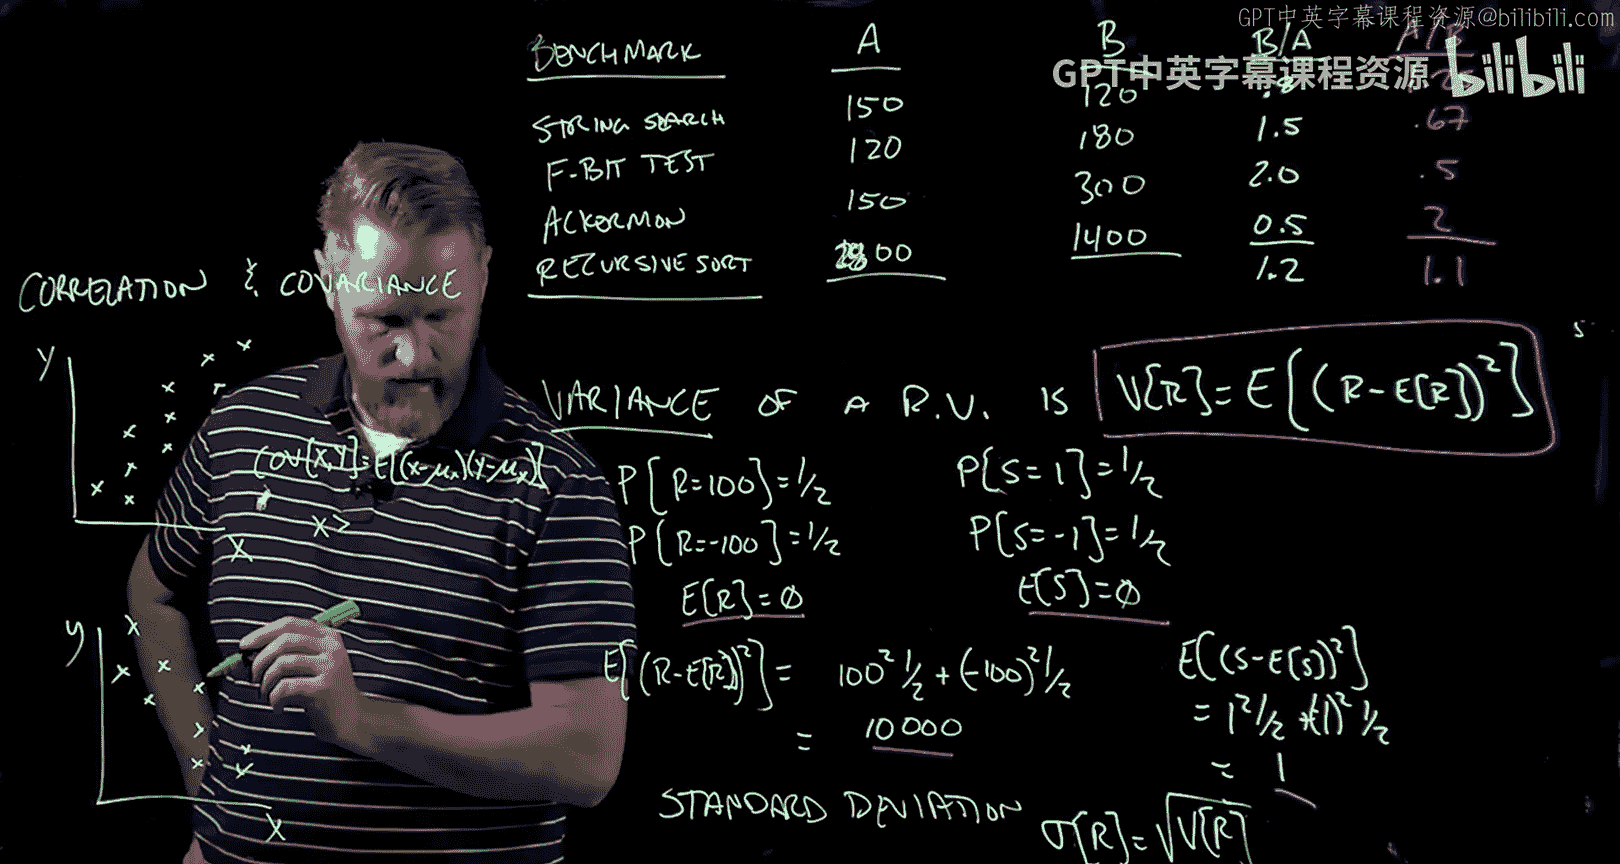 GPT中英字幕课程资源@bilibili.com
GPT中英字幕课程资源 bilibili
BENCHMARK A B B/A A/B
STRING SEARCH 150 120
F-BIT TEST 120 180 1.5 .67
ACKERMON 150 300 2.0 .5
RECURSIVE SORT 00 1400 0.5 2
1.2 1.1
CORRELATION & COVARIANCE
Y
X
COV[X,Y]=E[(X-μx)(Y-μx)]
X>
VARIANCE OF A R.V. IS V[R]=E[(R-E[R])²]
S
P[R=100]=1/2 P[S=1]=1/2
P[R=-100]=1/2 P[S=-1]=1/2
E[R]=0 E[S]=0
E[(R-E[R])²]= 100² 1/2 + (-100)² 1/2
= 10000
E[(S-E[S])²]
= 1² 1/2 + (-1)² 1/2
= 1
y
X
STANDARD DEVIATION σ[R]=√V[R]